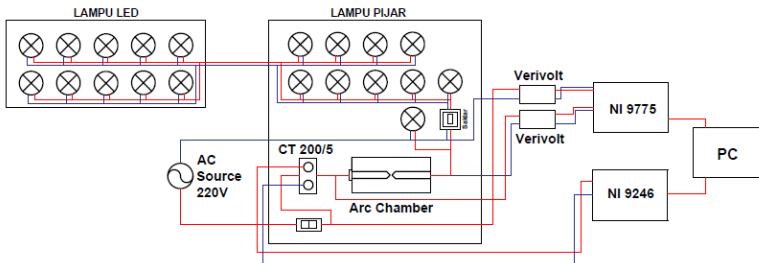 LAMPU LED
LAMPU PIJAR
Verivolt
NI 9775
Saklar
Verivolt
CT 200/5
PC
AC
Source
220V
Arc Chamber
NI 9246